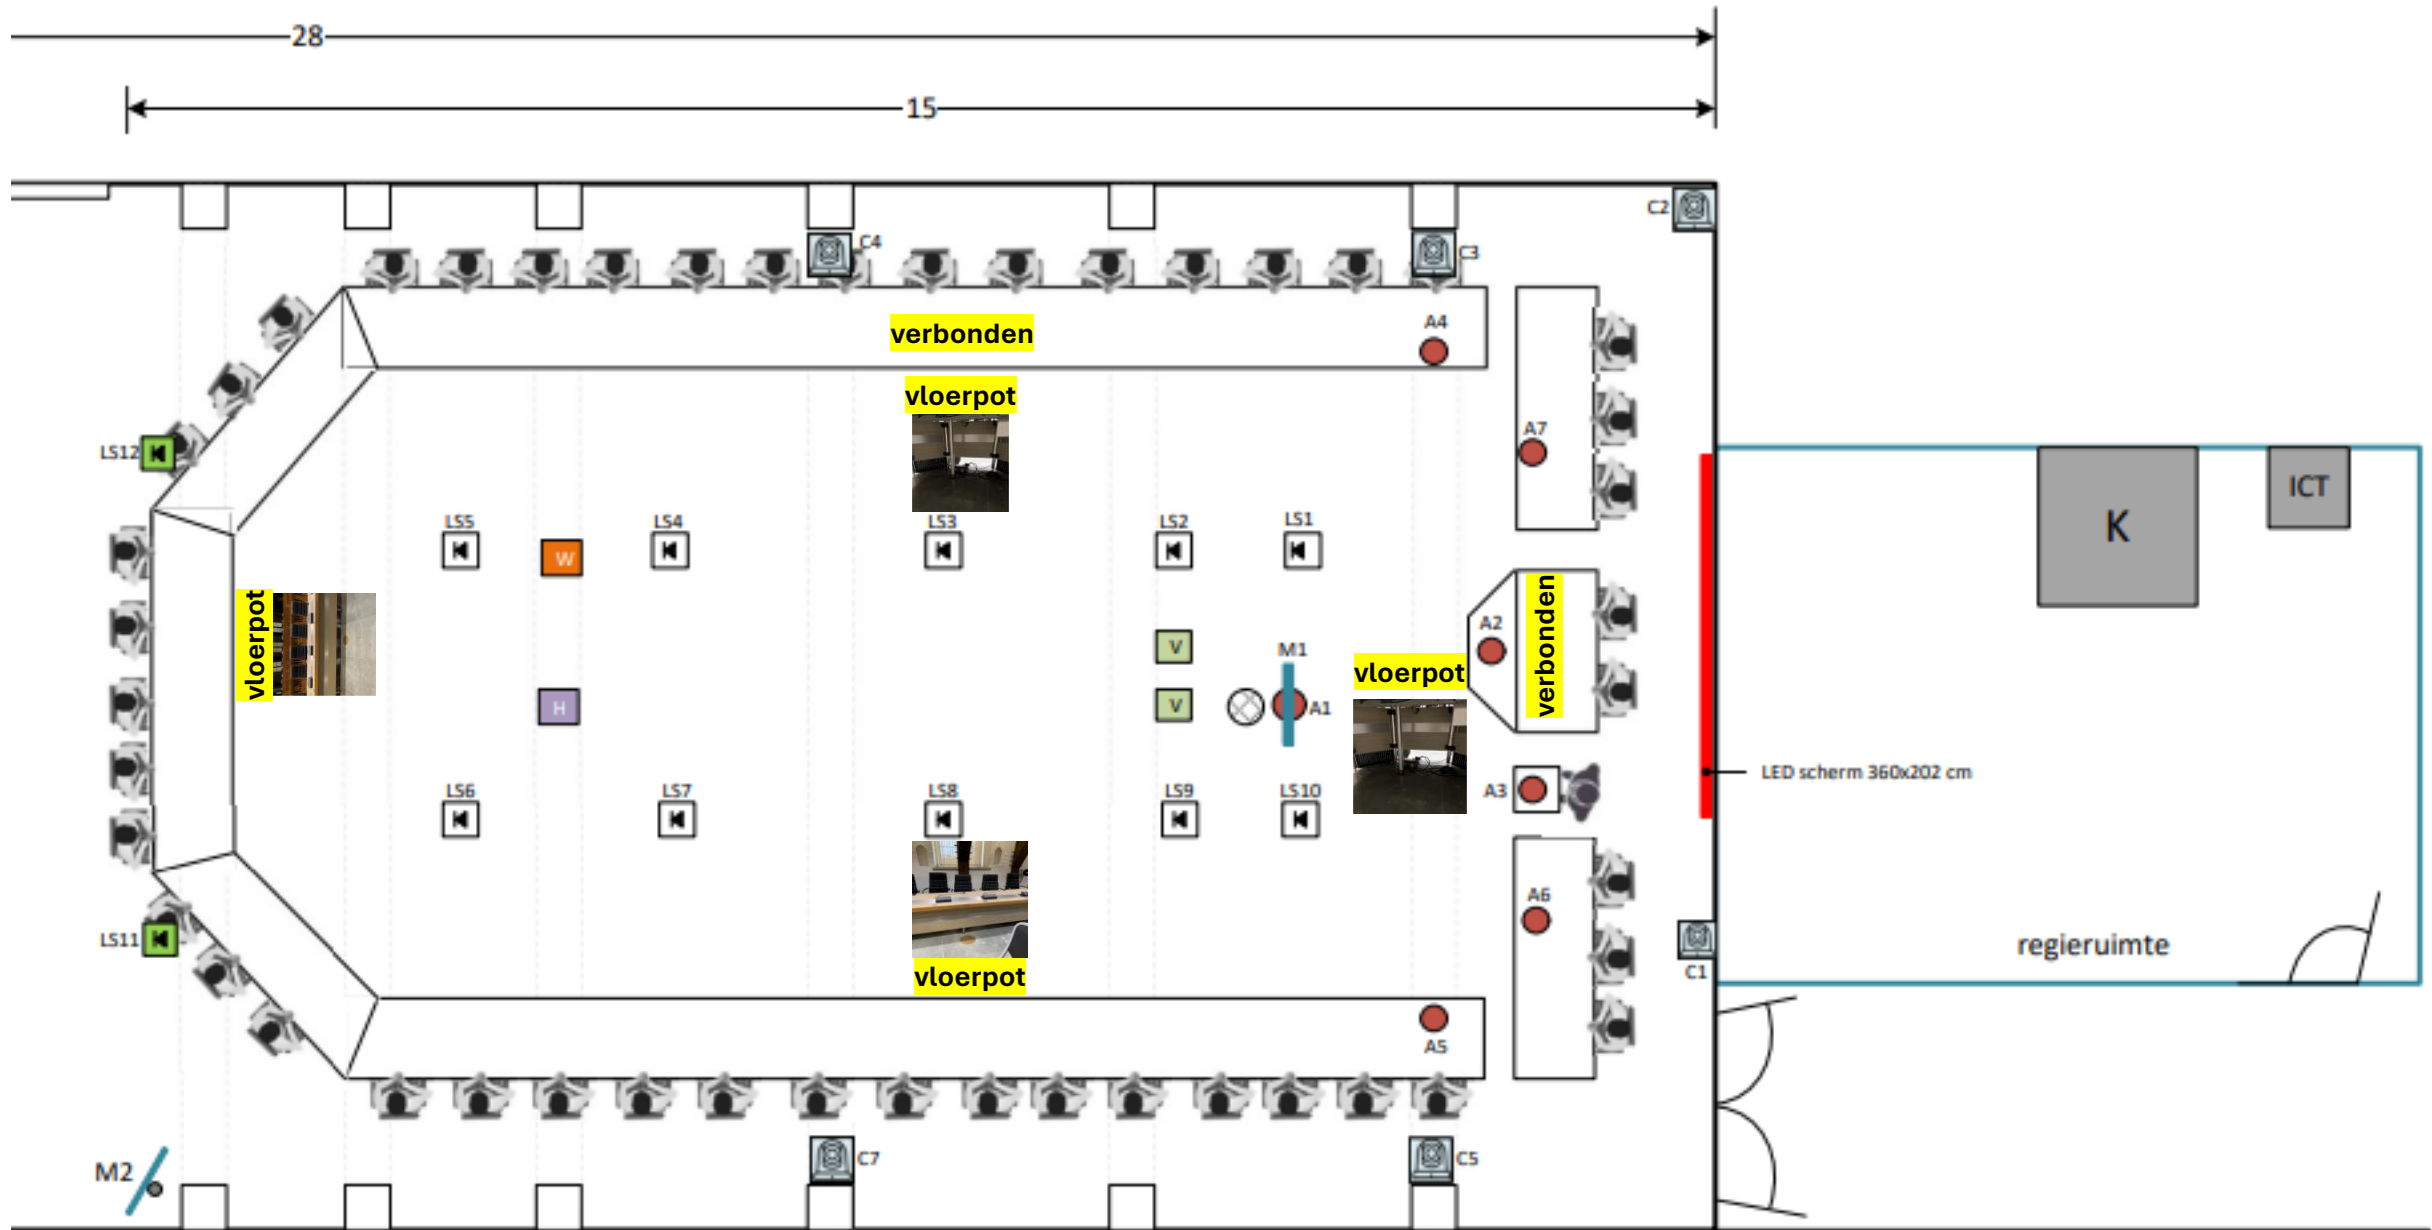 28
15
C2
C4
C3
verbonden
A4
vloerpot
A7
LS12
LS5
LS4
LS3
LS2
LS1
W
K
ICT
vloerpot
verbonden
A2
V
M1
vloerpot
H
V
A1
LED scherm 360x202 cm
LS6
LS7
LS8
LS9
LS10
A3
A6
LS11
regieruimte
C1
vloerpot
A5
C7
C5
M2